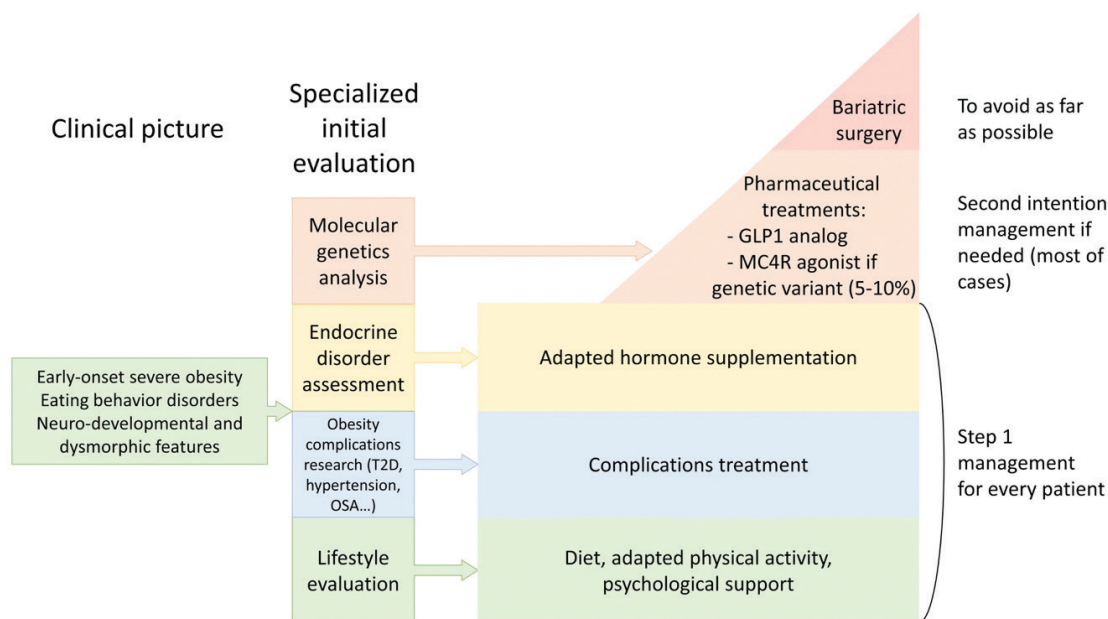 Clinical picture
Specialized
initial
evaluation
Early-onset severe obesity
Eating behavior disorders
Neuro-developmental and
dysmorphic features
Molecular
genetics
analysis
Endocrine
disorder
assessment
Obesity
complications
research (T2D,
hypertension,
OSA...)
Lifestyle
evaluation
Bariatric
surgery
Pharmaceutical
treatments:
- GLP1 analog
- MC4R agonist if
genetic variant (5-10%)
Adapted hormone supplementation
Complications treatment
Diet, adapted physical activity,
psychological support
To avoid as far
as possible
Second intention
management if
needed (most of
cases)
Step 1
management
for every patient